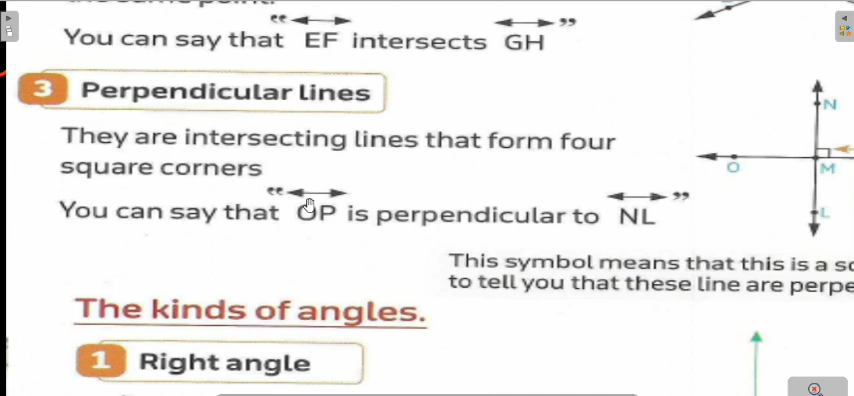 You can say that "EF intersects GH"
3 Perpendicular lines
They are intersecting lines that form four
square corners
You can say that "OP is perpendicular to NL"
N
O
M
L
This symbol means that this is a
to tell you that these line are
The kinds of angles.
1 Right angle